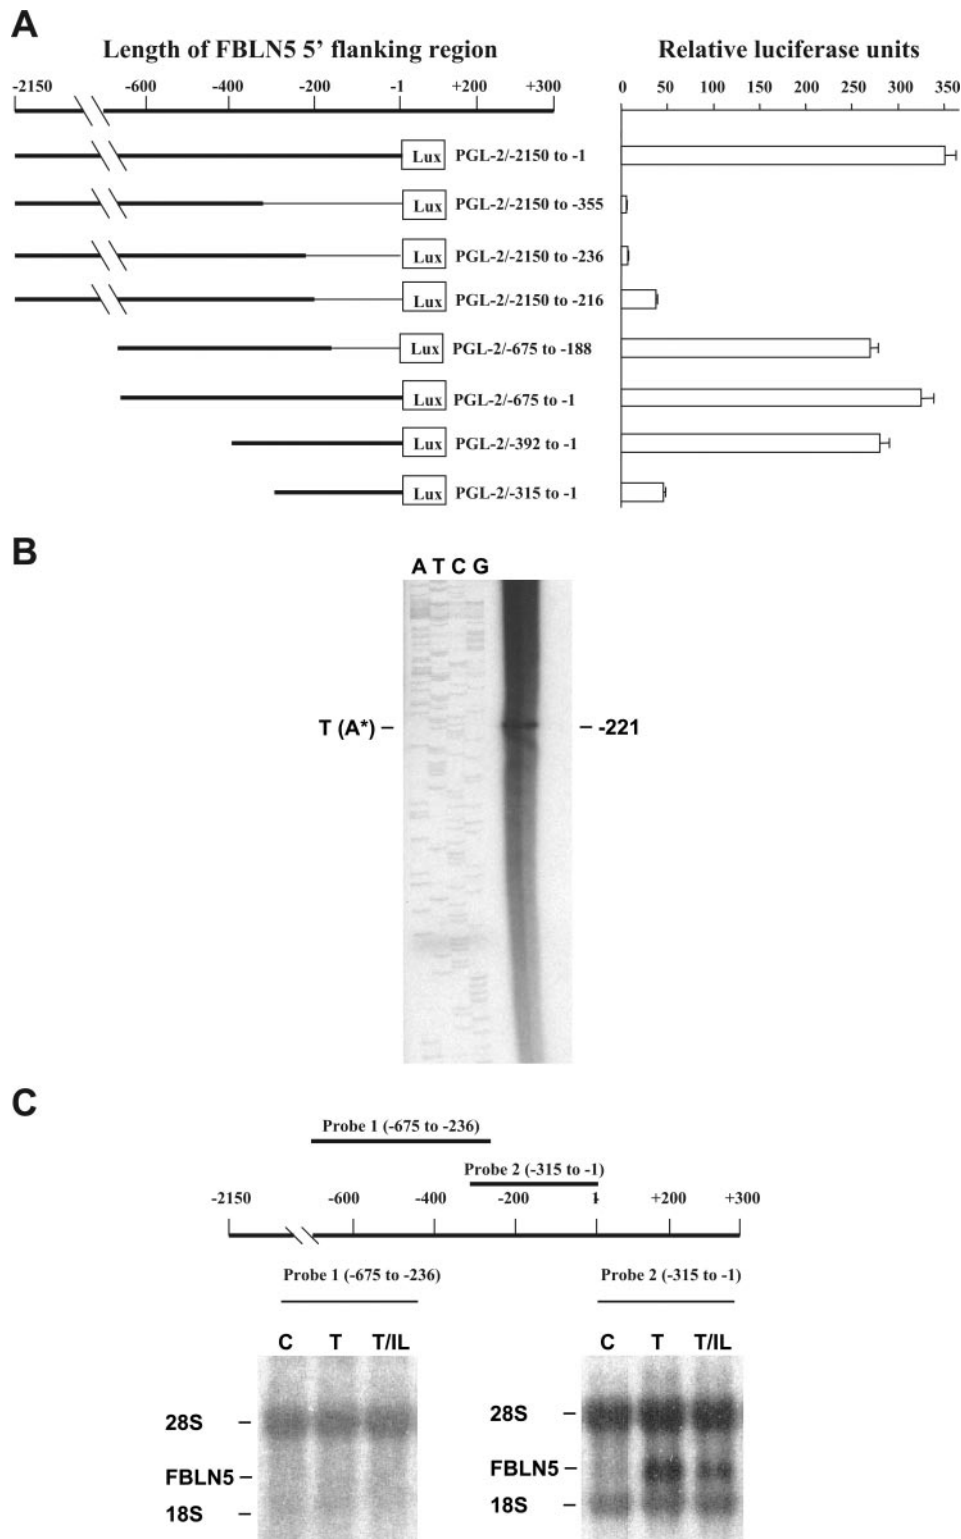 A
Length of FBLN5 5' flanking region
Relative luciferase units
-2150 -600 -400 -200 -1 +200 +300
0 50 100 150 200 250 300 350
Lux PGL-2/-2150 to -1
Lux PGL-2/-2150 to -355
Lux PGL-2/-2150 to -236
Lux PGL-2/-2150 to -216
Lux PGL-2/-675 to -188
Lux PGL-2/-675 to -1
Lux PGL-2/-392 to -1
Lux PGL-2/-315 to -1
B
A T C G
T (A*) – – -221
C
Probe 1 (-675 to -236)
Probe 2 (-315 to -1)
-2150 -600 -400 -200 1 +200 +300
Probe 1 (-675 to -236)
Probe 2 (-315 to -1)
C T T/IL
C T T/IL
28S –
FBLN5 –
18S –
28S –
FBLN5 –
18S –